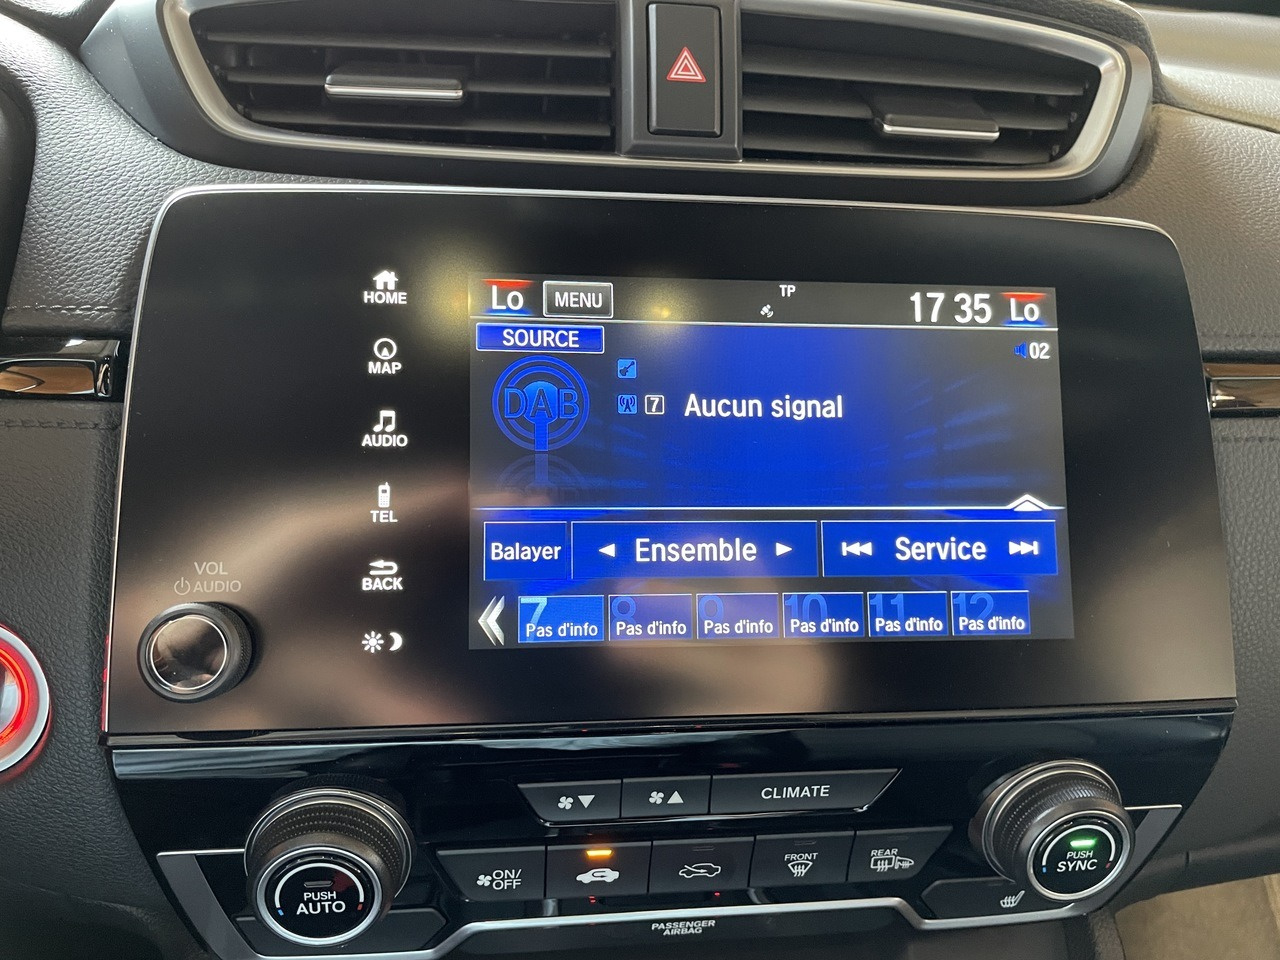 Lo MENU TP 17 35 Lo
SOURCE
02
DAB
7 Aucun signal
Balayer Ensemble Service
7 8 9 10 11 12
Pas d'info Pas d'info Pas d'info Pas d'info Pas d'info Pas d'info
HOME
MAP
AUDIO
TEL
BACK
VOL
AUDIO
CLIMATE
ON/
OFF
FRONT
REAR
PUSH
AUTO
PUSH
SYNC
PASSENGER
AIRBAG